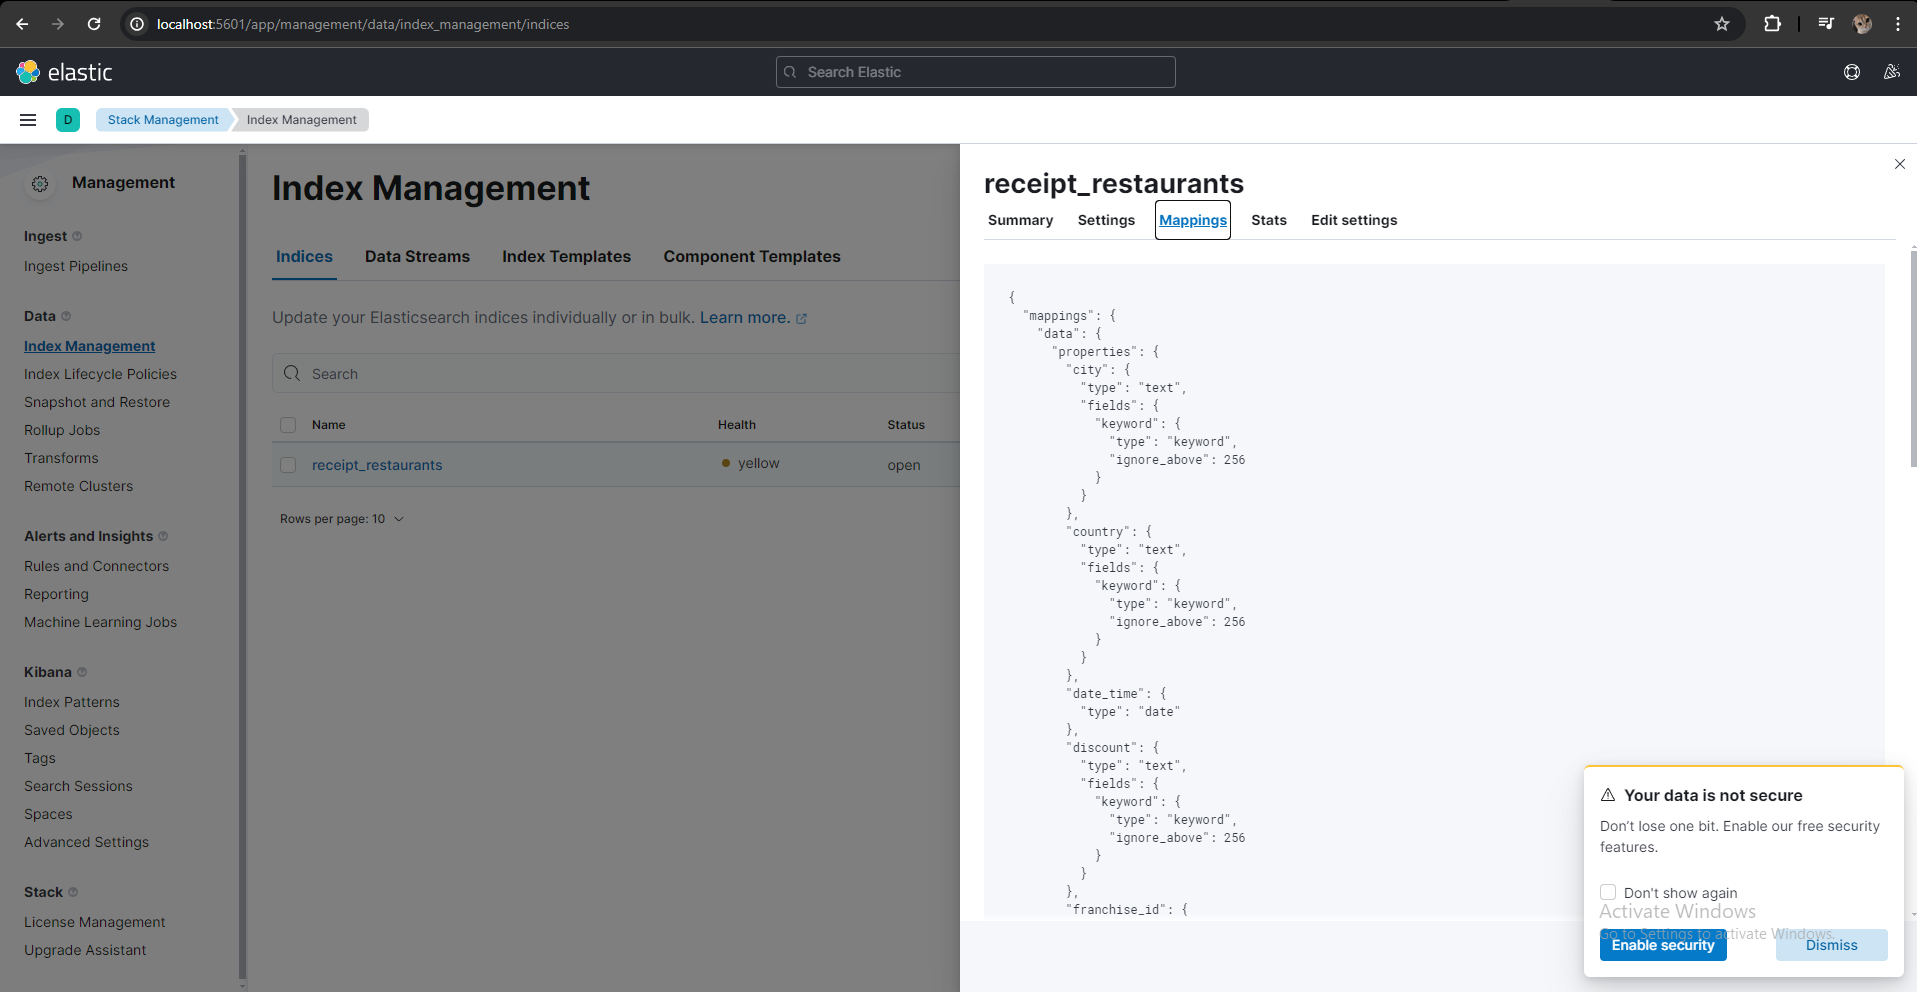 localhost:5601/app/management/data/index_management/indices
elastic
Search Elastic
D
Stack Management
Index Management
Management
Ingest
Ingest Pipelines
Data
Index Management
Index Lifecycle Policies
Snapshot and Restore
Rollup Jobs
Transforms
Remote Clusters
Alerts and Insights
Rules and Connectors
Reporting
Machine Learning Jobs
Kibana
Index Patterns
Saved Objects
Tags
Search Sessions
Spaces
Advanced Settings
Stack
License Management
Upgrade Assistant
Index Management
Indices Data Streams Index Templates Component Templates
Update your Elasticsearch indices individually or in bulk. Learn more.
Search
Name Health Status
receipt_restaurants yellow open
Rows per page: 10
receipt_restaurants
Summary Settings Mappings Stats Edit settings
{
"mappings": {
"data": {
"properties": {
"city": {
"type": "text",
"fields": {
"keyword": {
"type": "keyword",
"ignore_above": 256
}
}
},
"country": {
"type": "text",
"fields": {
"keyword": {
"type": "keyword",
"ignore_above": 256
}
}
},
"date_time": {
"type": "date"
},
"discount": {
"type": "text",
"fields": {
"keyword": {
"type": "keyword",
"ignore_above": 256
}
}
},
"franchise_id": {
Your data is not secure
Don't lose one bit. Enable our free security
features.
Don't show again
Activate Windows
Go to Settings to activate Windows.
Enable security
Dismiss